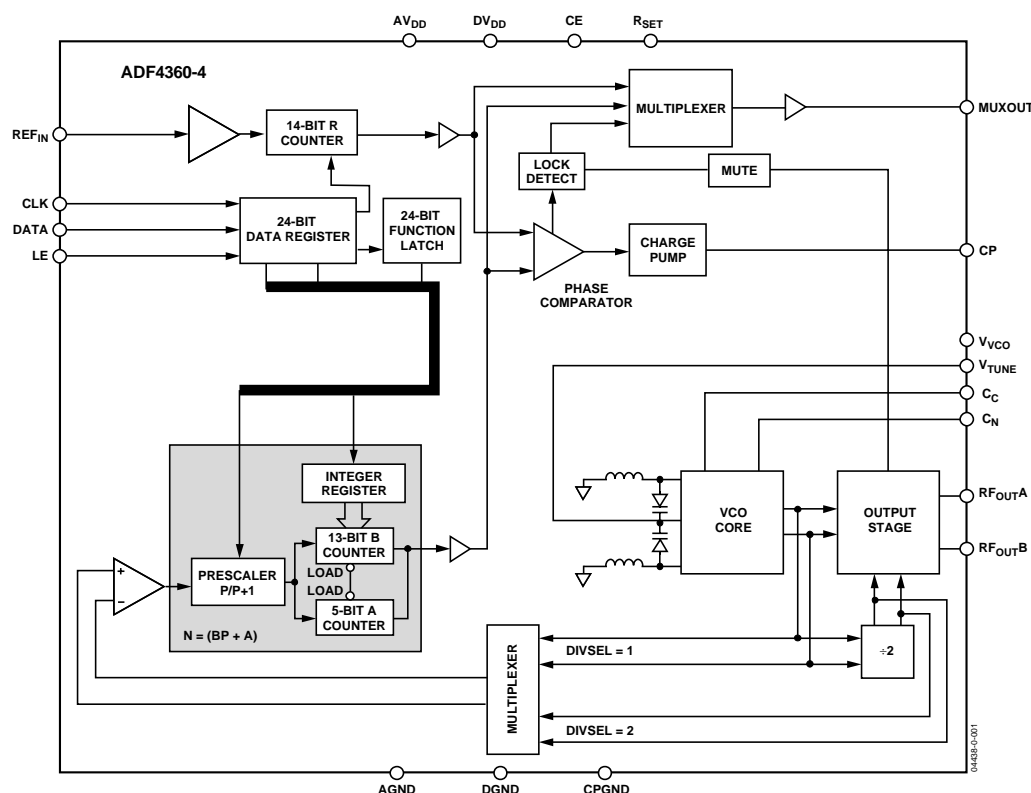 AVDD DVDD CE RSET
ADF4360-4
REFIN
14-BIT R
COUNTER
MULTIPLEXER
MUXOUT
LOCK
DETECT
MUTE
CLK
DATA
LE
24-BIT
DATA REGISTER
24-BIT
FUNCTION
LATCH
CHARGE
PUMP
CP
PHASE
COMPARATOR
VVCO
VTUNE
CC
CN
INTEGER
REGISTER
13-BIT B
COUNTER
LOAD
LOAD
5-BIT A
COUNTER
+
−
PRESCALER
P/P+1
N = (BP + A)
VCO
CORE
OUTPUT
STAGE
RFOUTA
RFOUTB
MULTIPLEXER
DIVSEL = 1
÷2
DIVSEL = 2
04438-0-001
AGND DGND CPGND